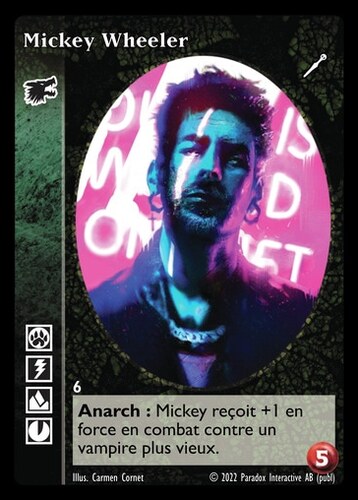 Mickey Wheeler
IS
D
6
Anarch : Mickey reçoit +1 en
force en combat contre un
vampire plus vieux.
5
Illus. Carmen Cornet
© 2022 Paradox Interactive AB (publ)